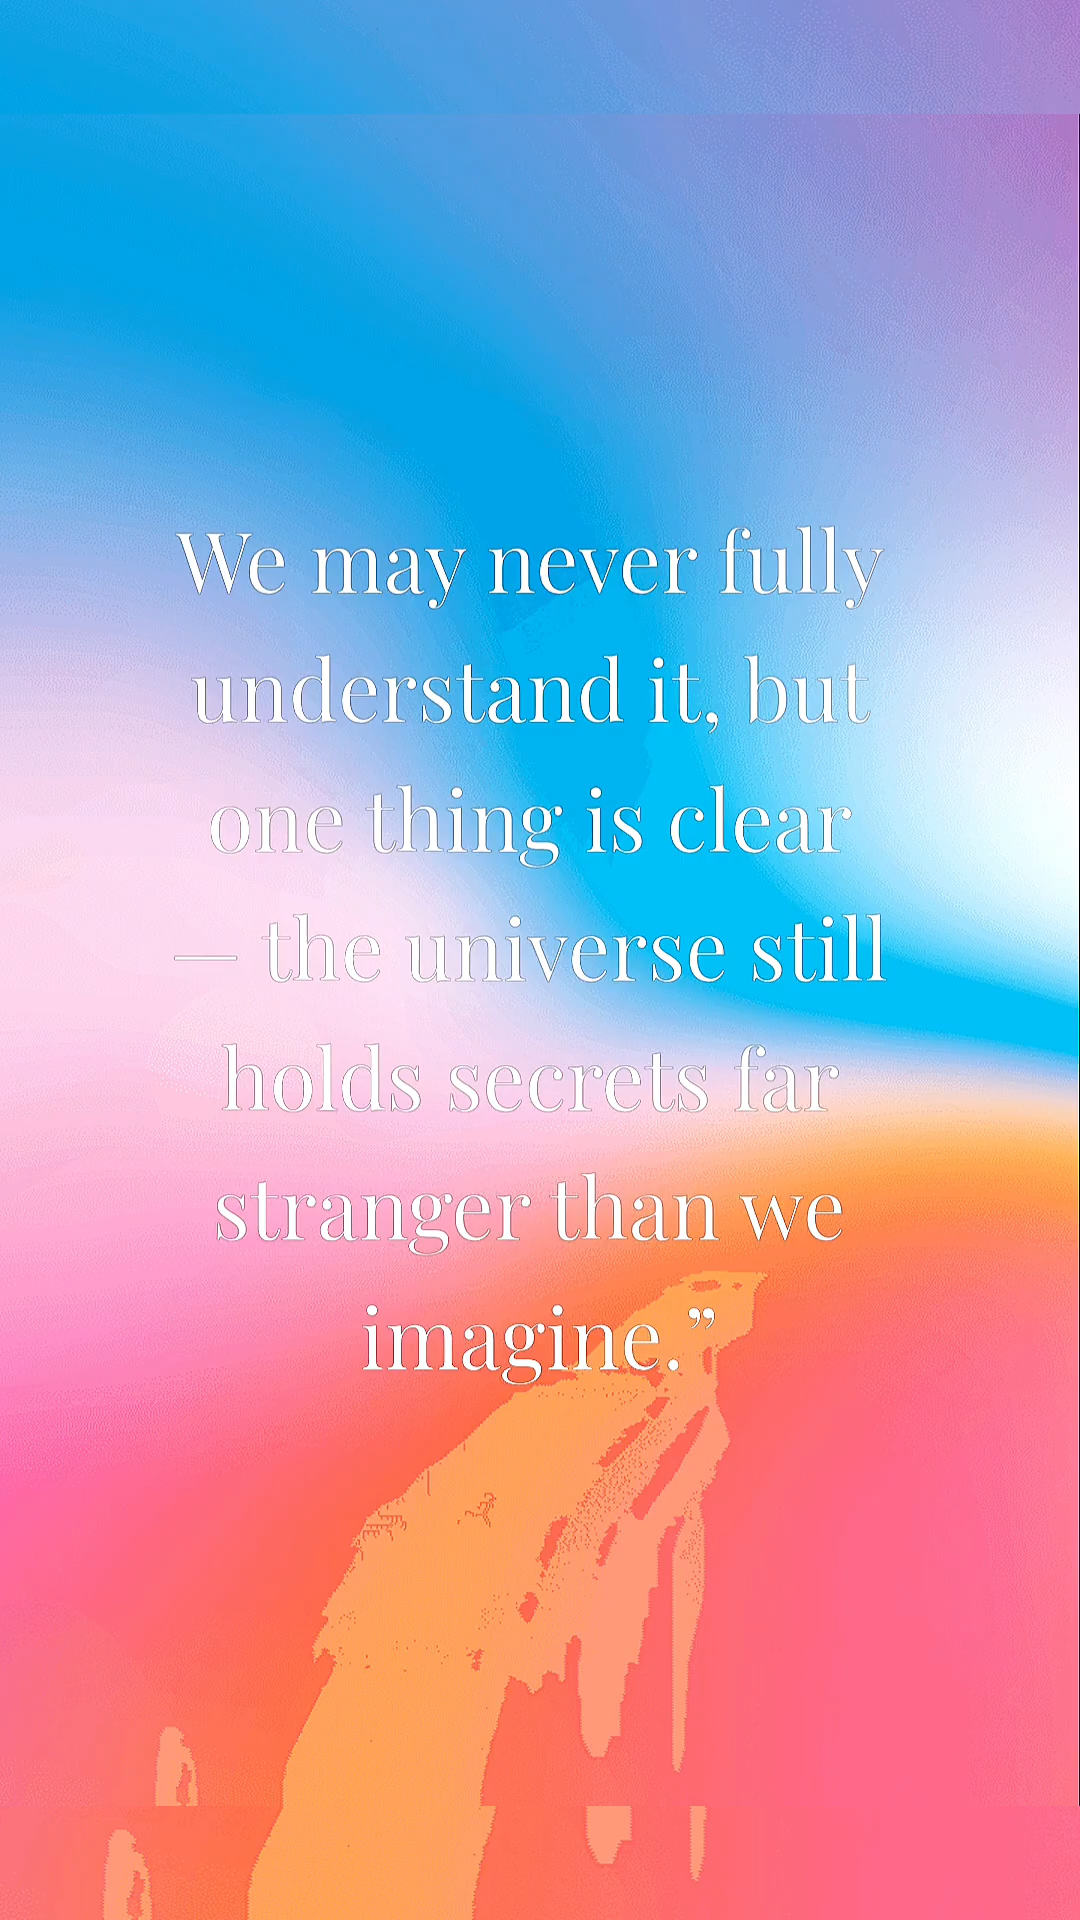 We may never fully
understand it, but
one thing is clear
— the universe still
holds secrets far
stranger than we
imagine.”